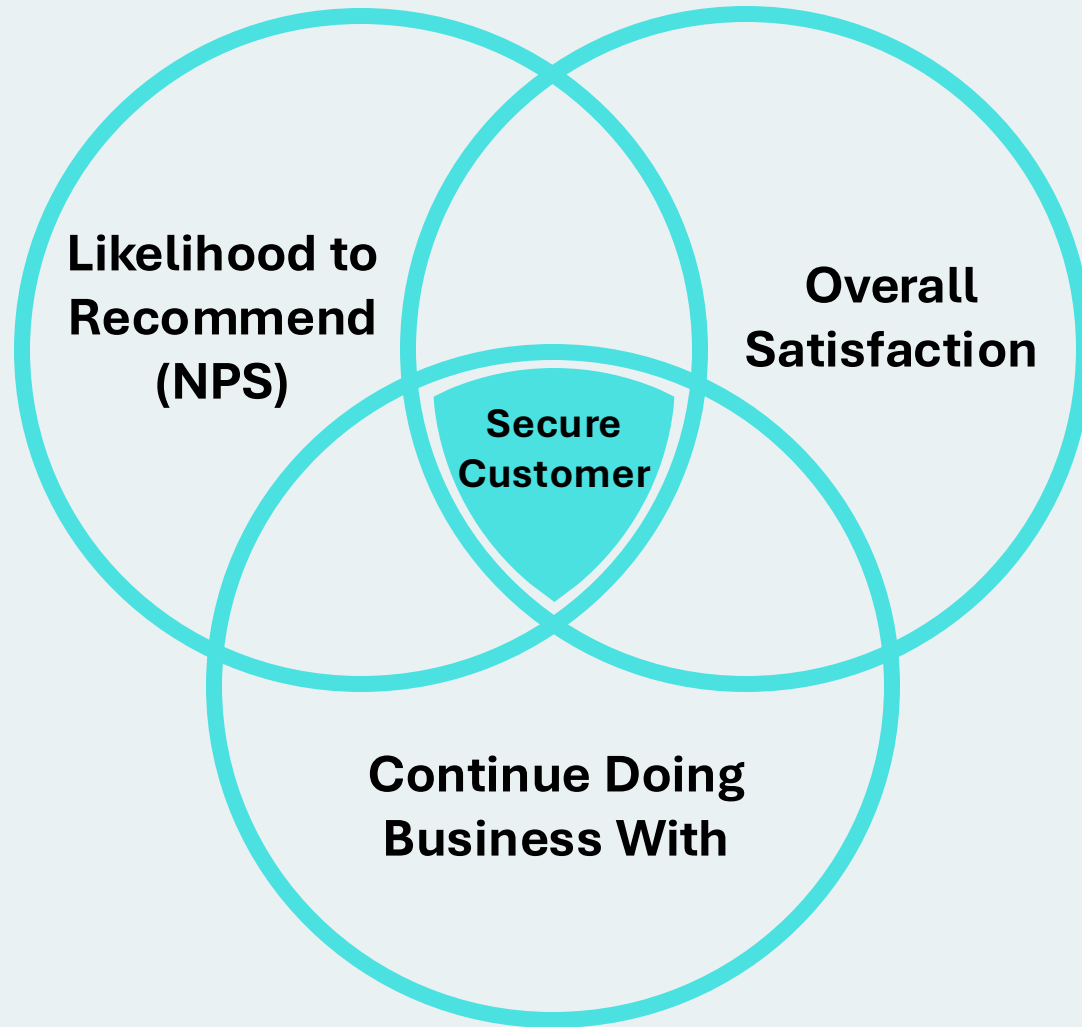 Likelihood to
Recommend
(NPS)
Overall
Satisfaction
Secure
Customer
Continue Doing
Business With